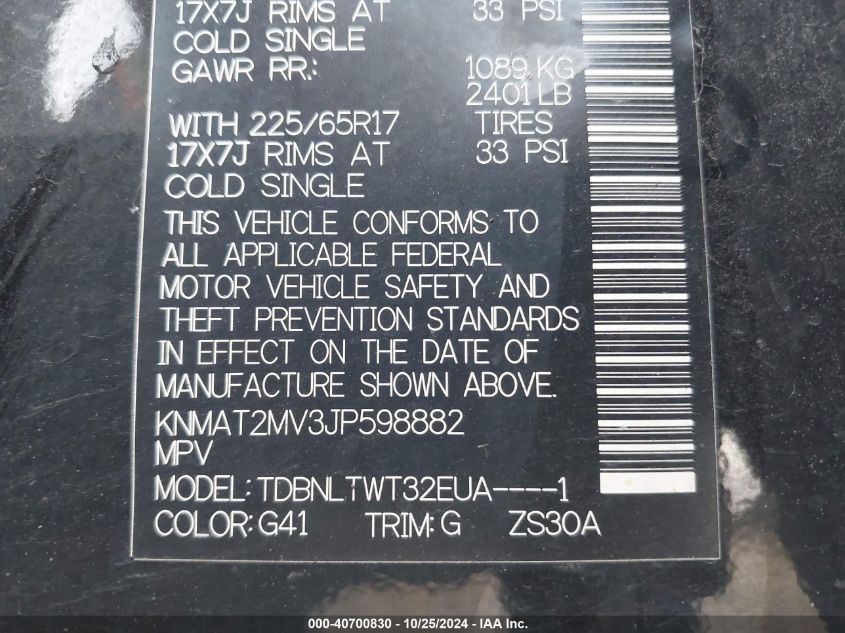 17X7J RIMS AT 33 PSI
COLD SINGLE
GAWR RR.: 1089 KG
2401 LB
WITH 225/65R17 TIRES
17X7J RIMS AT 33 PSI
COLD SINGLE
THIS VEHICLE CONFORMS TO
ALL APPLICABLE FEDERAL
MOTOR VEHICLE SAFETY AND
THEFT PREVENTION STANDARDS
IN EFFECT ON THE DATE OF
MANUFACTURE SHOWN ABOVE.
KNMAT2MV3JP598882
MPV
MODEL: TDBNLTWT32EUA----1
COLOR: G41 TRIM: G ZS30A
000-40700830 - 10/25/2024 - IAA Inc.